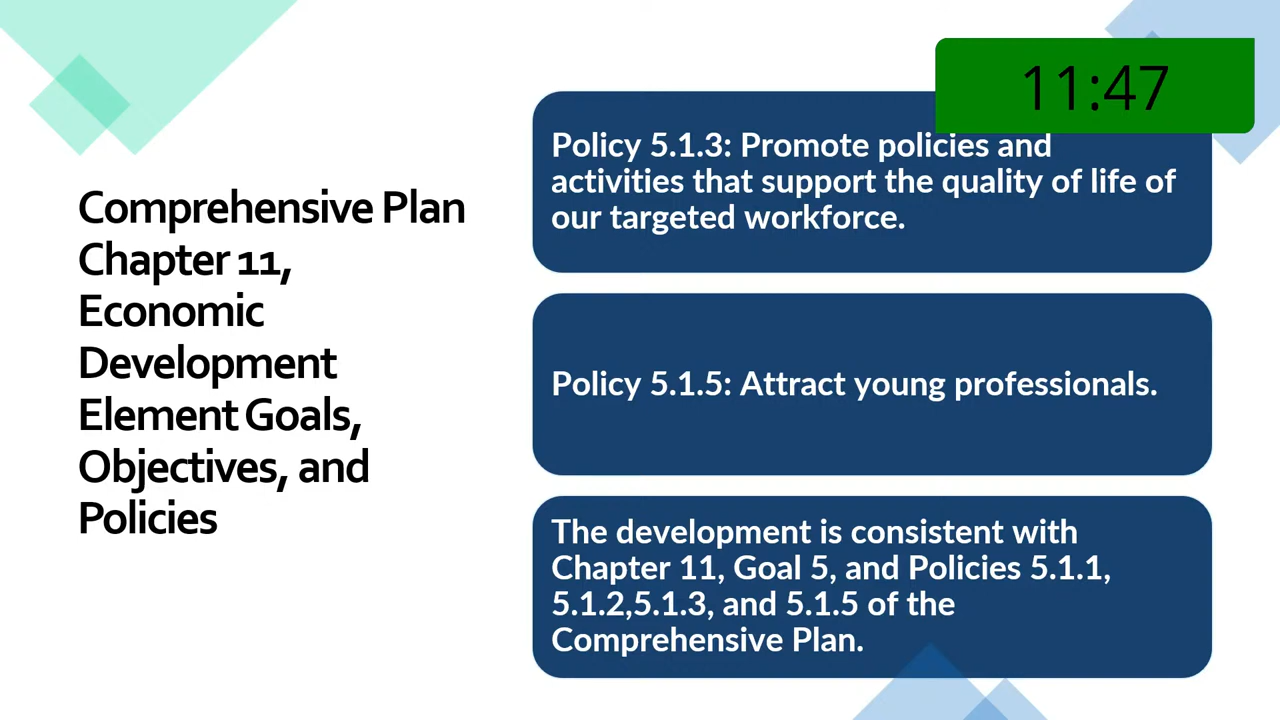 11:47
Comprehensive Plan
Chapter 11,
Economic
Development
Element Goals,
Objectives, and
Policies
Policy 5.1.3: Promote policies and
activities that support the quality of life of
our targeted workforce.
Policy 5.1.5: Attract young professionals.
The development is consistent with
Chapter 11, Goal 5, and Policies 5.1.1,
5.1.2,5.1.3, and 5.1.5 of the
Comprehensive Plan.